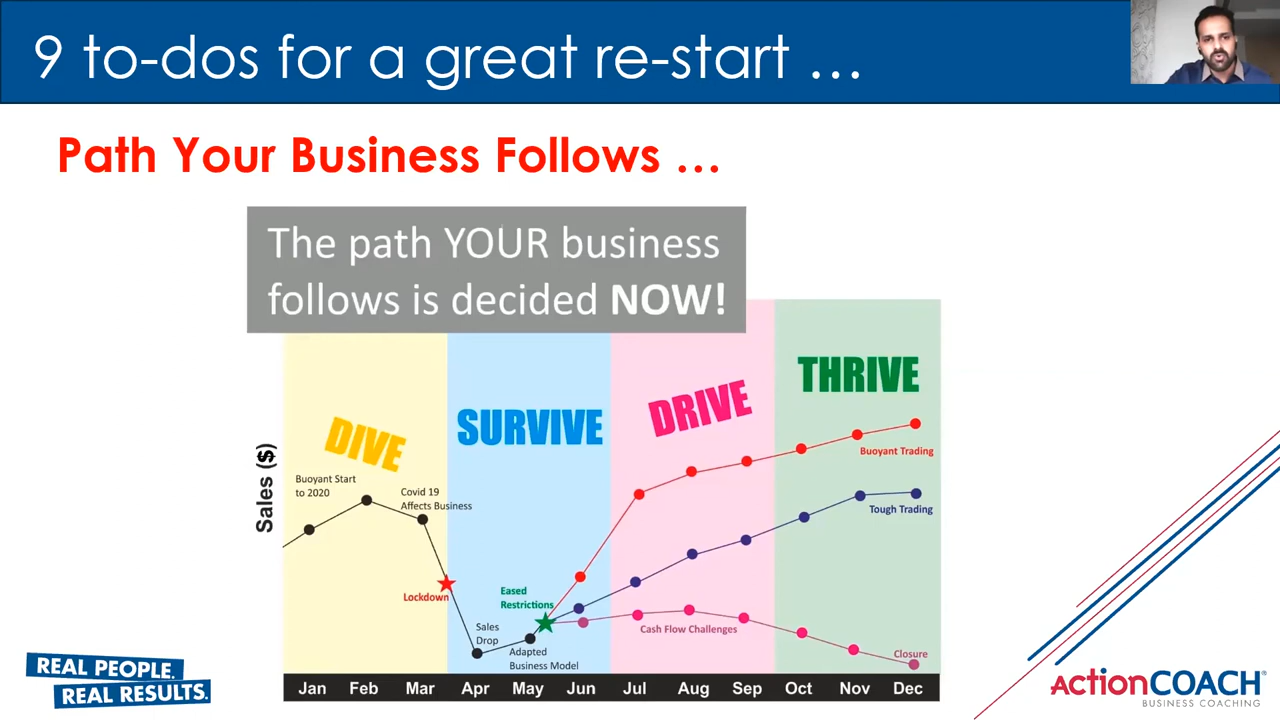 9 to-dos for a great re-start ...
Path Your Business Follows ...
The path YOUR business
follows is decided NOW!
DIVE
SURVIVE
DRIVE
THRIVE
Sales ($)
Buoyant Start
to 2020
Covid 19
Affects Business
Lockdown
Sales
Drop
Eased
Restrictions
Adapted
Business Model
Buoyant Trading
Tough Trading
Cash Flow Challenges
Closure
Jan Feb Mar Apr May Jun Jul Aug Sep Oct Nov Dec
REAL PEOPLE.
REAL RESULTS.
ActionCOACH®
BUSINESS COACHING